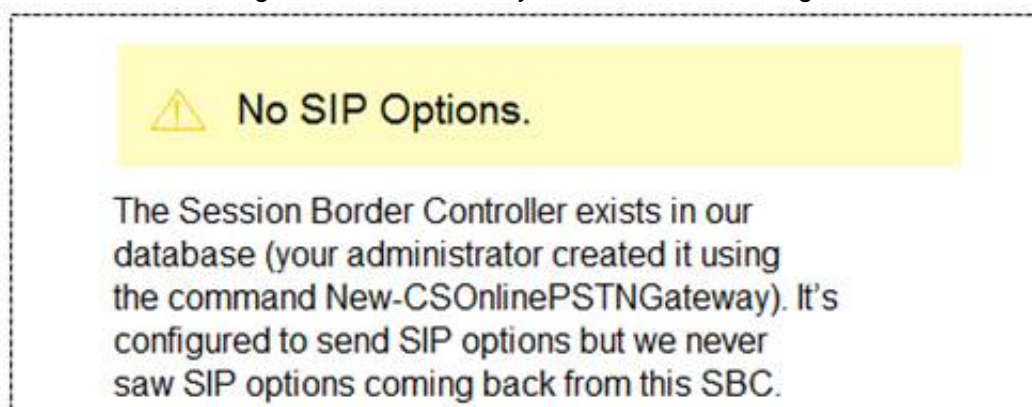 No SIP Options.
The Session Border Controller exists in our
database (your administrator created it using
the command New-CSOnlinePSTNGateway). It's
configured to send SIP options but we never
saw SIP options coming back from this SBC.